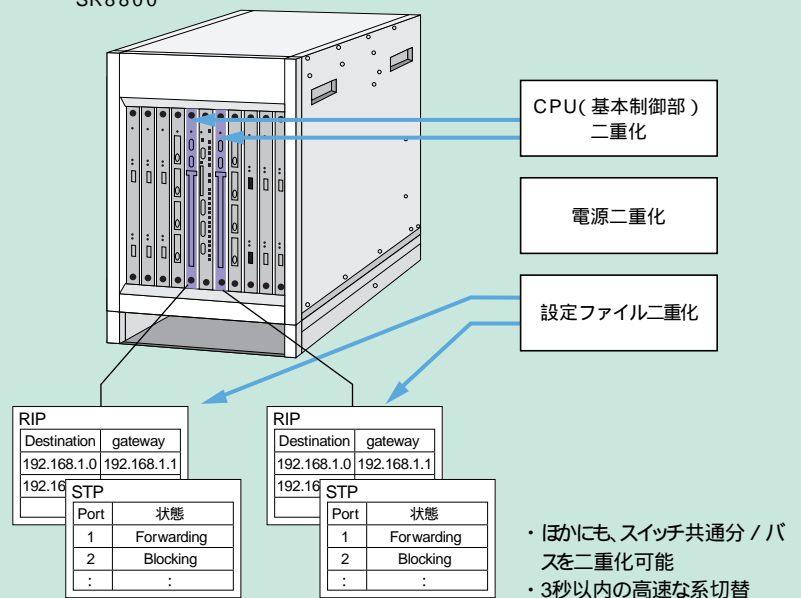 SR8800
CPU(基本制御部)
二重化
電源二重化
設定ファイル二重化
RIP
Destination gateway
192.168.1.0 192.168.1.1
192.16
STP
Port 状態
1 Forwarding
2 Blocking
: :
RIP
Destination gateway
192.168.1.0 192.168.1.1
192.16
STP
Port 状態
1 Forwarding
2 Blocking
: :
・ほかにも、スイッチ共通分/バ
スを二重化可能
・3秒以内の高速な系切替